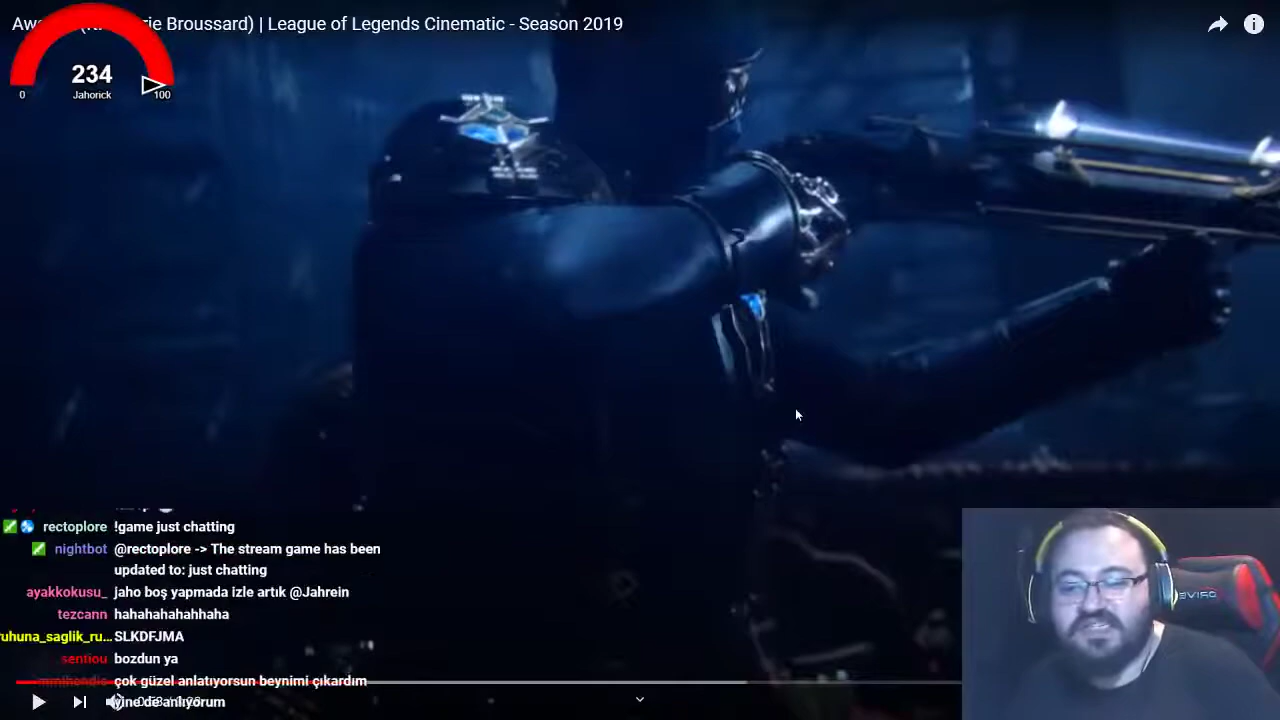 Broussard) | League of Legends Cinematic - Season 2019
234
Jahorick
0
100
rectoplore !game just chatting
nightbot @rectoplore -> The stream game has been
updated to: just chatting
ayakkokusu_ jaho boş yapmada izle artık @Jahrein
tezcann hahahahahahhaha
ruhuna_saglik_ru... SLKDFJMA
sentiou bozdun ya
çok güzel anlatıyorsun beynimi çıkardım
yine de anlıyorum